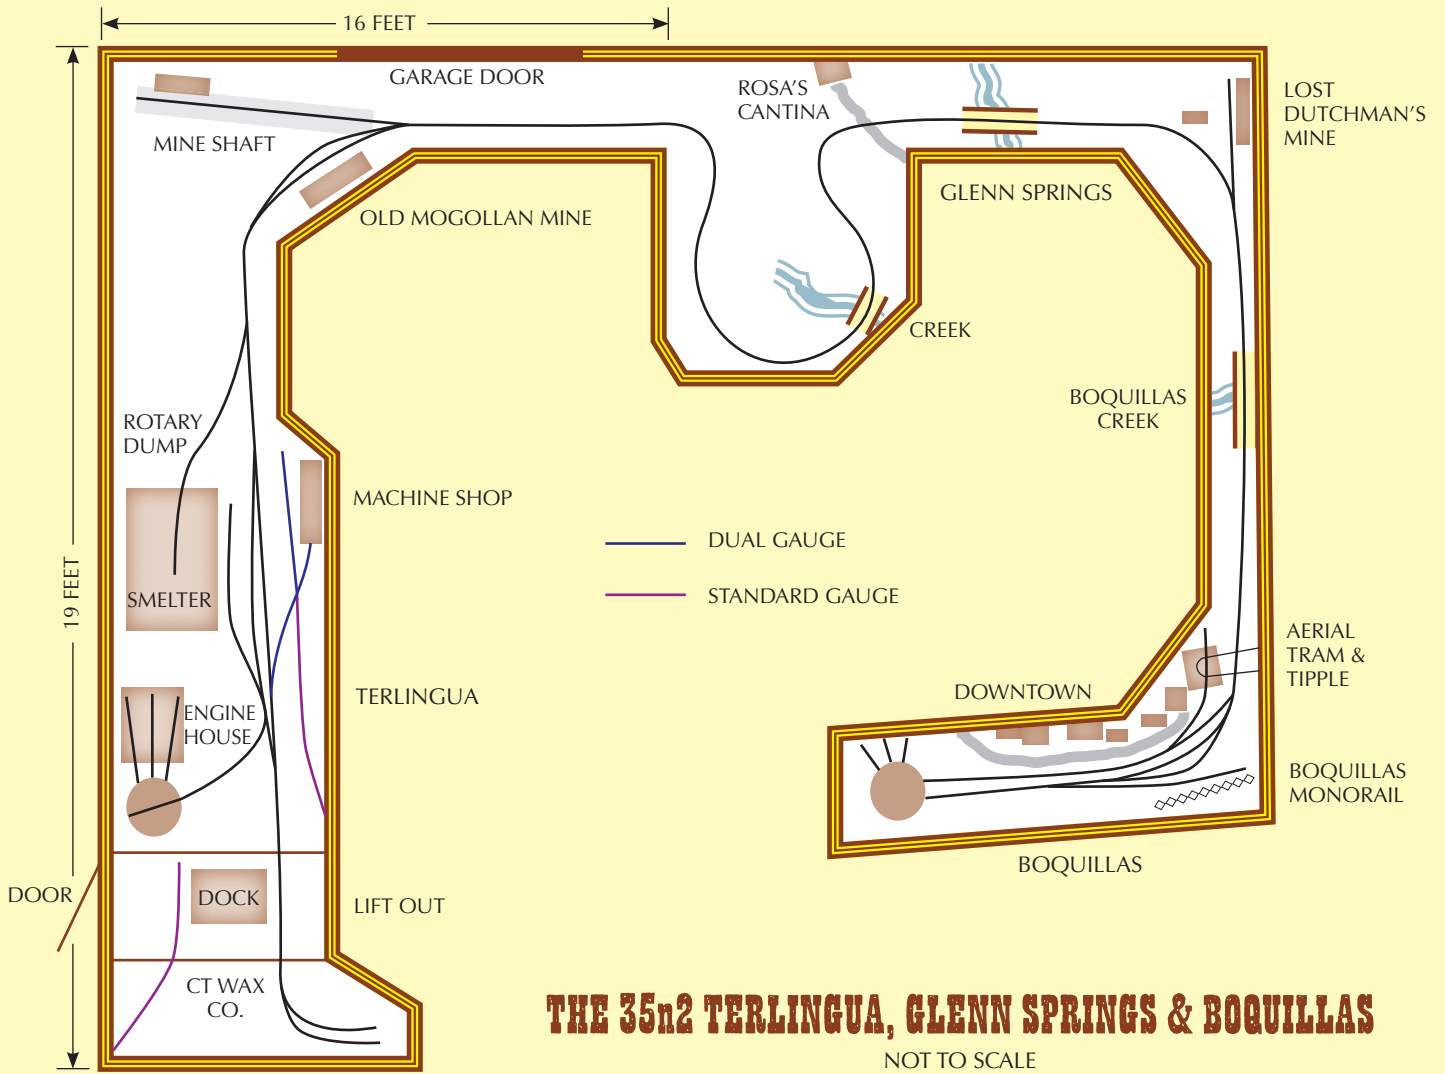 16 FEET
GARAGE DOOR
ROSA'S
CANTINA
LOST
DUTCHMAN'S
MINE
MINE SHAFT
OLD MOGOLLAN MINE
GLENN SPRINGS
CREEK
BOQUILLAS
CREEK
ROTARY
DUMP
MACHINE SHOP
DUAL GAUGE
STANDARD GAUGE
19 FEET
SMELTER
AERIAL
TRAM &
TIPPLE
TERLINGUA
DOWNTOWN
ENGINE
HOUSE
BOQUILLAS
MONORAIL
BOQUILLAS
DOOR
DOCK
LIFT OUT
CT WAX
CO.
THE 35n2 TERLINGUA, GLENN SPRINGS & BOQUILLAS
NOT TO SCALE